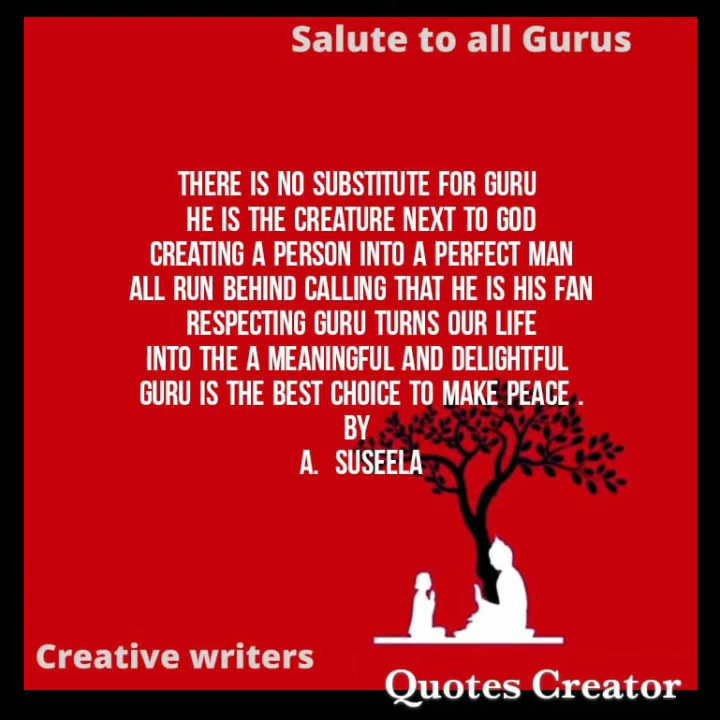 Salute to all Gurus
THERE IS NO SUBSTITUTE FOR GURU
HE IS THE CREATURE NEXT TO GOD
CREATING A PERSON INTO A PERFECT MAN
ALL RUN BEHIND CALLING THAT HE IS HIS FAN
RESPECTING GURU TURNS OUR LIFE
INTO THE A MEANINGFUL AND DELIGHTFUL
GURU IS THE BEST CHOICE TO MAKE PEACE .
BY
A. SUSEELA
Creative writers
Quotes Creator